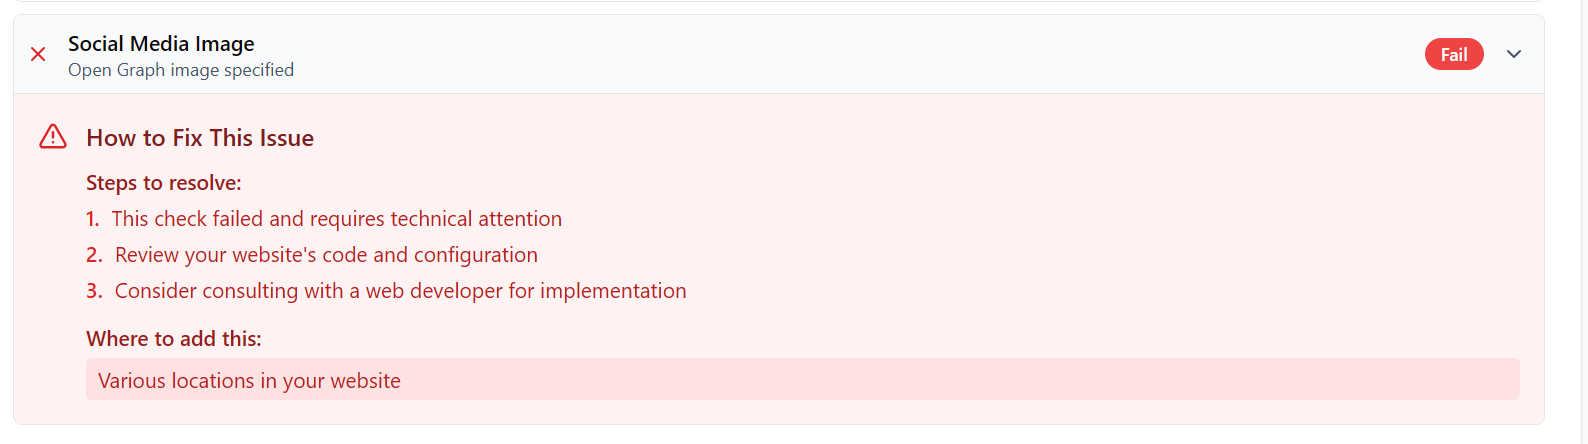 Social Media Image
Open Graph image specified
Fail
How to Fix This Issue
Steps to resolve:
1. This check failed and requires technical attention
2. Review your website's code and configuration
3. Consider consulting with a web developer for implementation
Where to add this:
Various locations in your website